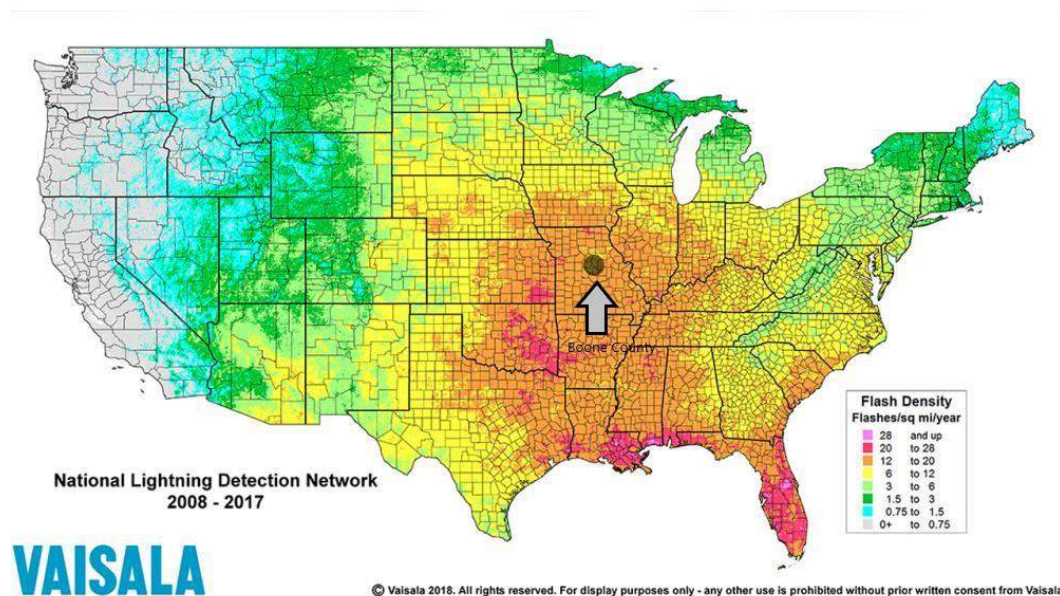 Boone County
Flash Density
Flashes/sq mi/year
28 and up
20 to 28
12 to 20
6 to 12
3 to 6
1.5 to 3
0.75 to 1.5
0+ to 0.75
National Lightning Detection Network
2008 - 2017
VAISALA
© Vaisala 2018. All rights reserved. For display purposes only - any other use is prohibited without prior written consent from Vaisal